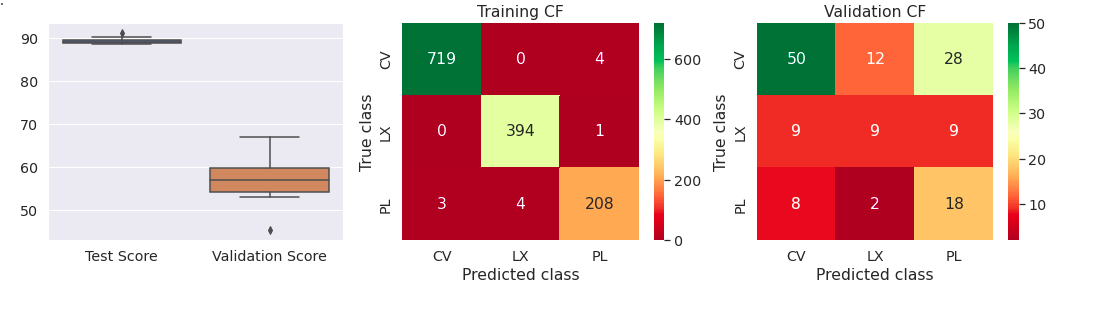 Training CF
Validation CF
90
80
70
60
50
Test Score
Validation Score
True class
CV
LX
PL
719
0
4
0
394
1
3
4
208
CV
LX
PL
Predicted class
600
400
200
0
True class
CV
LX
PL
50
12
28
9
9
9
8
2
18
CV
LX
PL
Predicted class
50
40
30
20
10